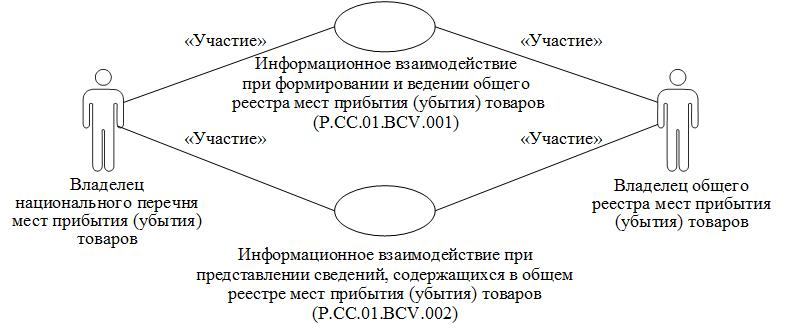 «Участие»
«Участие»
Информационное взаимодействие
при формировании и ведении общего
реестра мест прибытия (убытия) товаров
(P.CC.01.BCV.001)
«Участие»
«Участие»
Владелец
национального перечня
мест прибытия (убытия)
товаров
Владелец общего
реестра мест прибытия
(убытия) товаров
Информационное взаимодействие при
представлении сведений, содержащихся в общем
реестре мест прибытия (убытия) товаров
(P.CC.01.BCV.002)